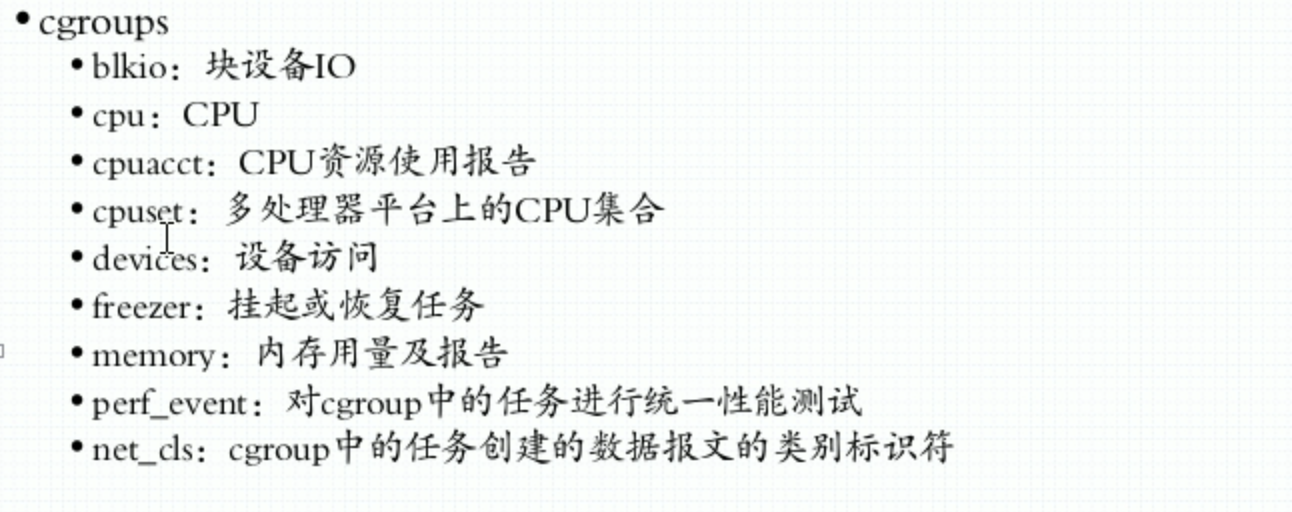 • cgroups
• blkio：块设备IO
• cpu：CPU
• cpuacct：CPU资源使用报告
• cpuset：多处理器平台上的CPU集合
• devices：设备访问
• freezer：挂起或恢复任务
• memory：内存用量及报告
• perf_event：对cgroup中的任务进行统一性能测试
• net_cls：cgroup中的任务创建的数据报文的类别标识符